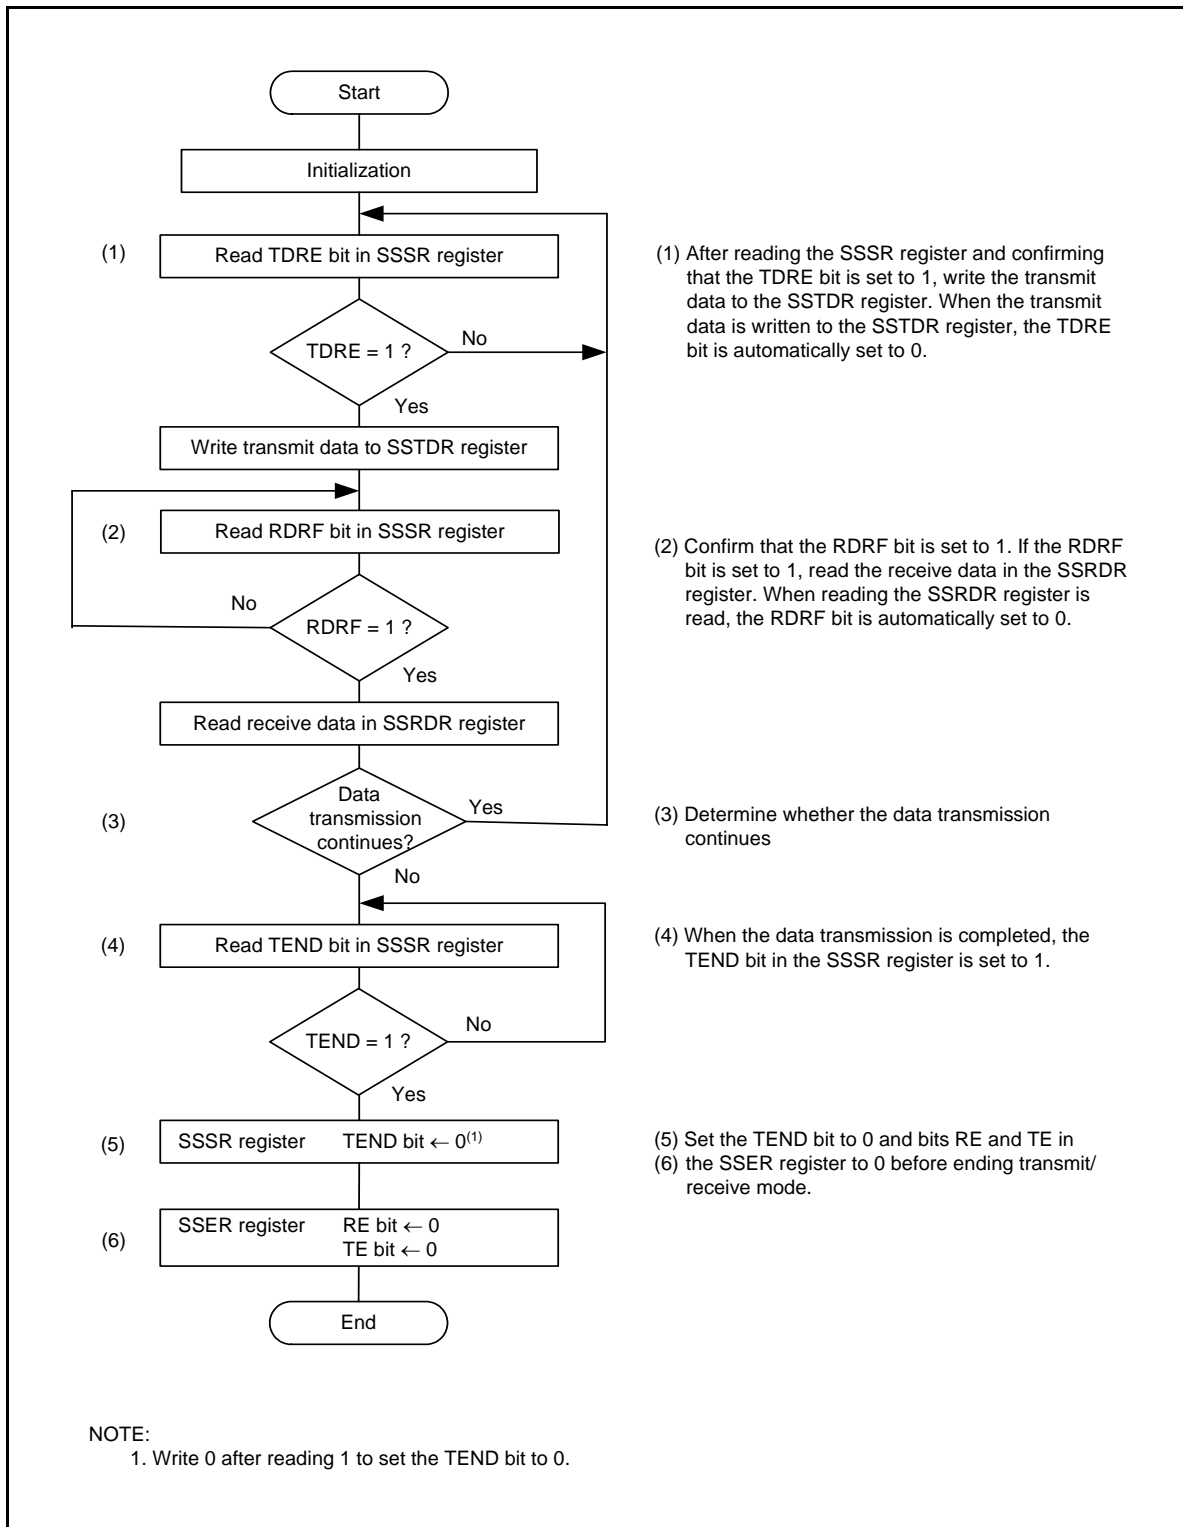 Start
Initialization
(1)
Read TDRE bit in SSSR register
(1) After reading the SSSR register and confirming
that the TDRE bit is set to 1, write the transmit
data to the SSTDR register. When the transmit
data is written to the SSTDR register, the TDRE
bit is automatically set to 0.
TDRE = 1 ?
No
Yes
Write transmit data to SSTDR register
(2)
Read RDRF bit in SSSR register
(2) Confirm that the RDRF bit is set to 1. If the RDRF
bit is set to 1, read the receive data in the SSRDR
register. When reading the SSRDR register is
read, the RDRF bit is automatically set to 0.
No
RDRF = 1 ?
Yes
Read receive data in SSRDR register
(3)
Data
transmission
continues?
Yes
(3) Determine whether the data transmission
continues
No
(4)
Read TEND bit in SSSR register
(4) When the data transmission is completed, the
TEND bit in the SSSR register is set to 1.
TEND = 1 ?
No
Yes
(5)
SSSR register TEND bit ← 0(1)
(5) Set the TEND bit to 0 and bits RE and TE in
(6) the SSER register to 0 before ending transmit/
receive mode.
(6)
SSER register RE bit ← 0
TE bit ← 0
End
NOTE:
1. Write 0 after reading 1 to set the TEND bit to 0.